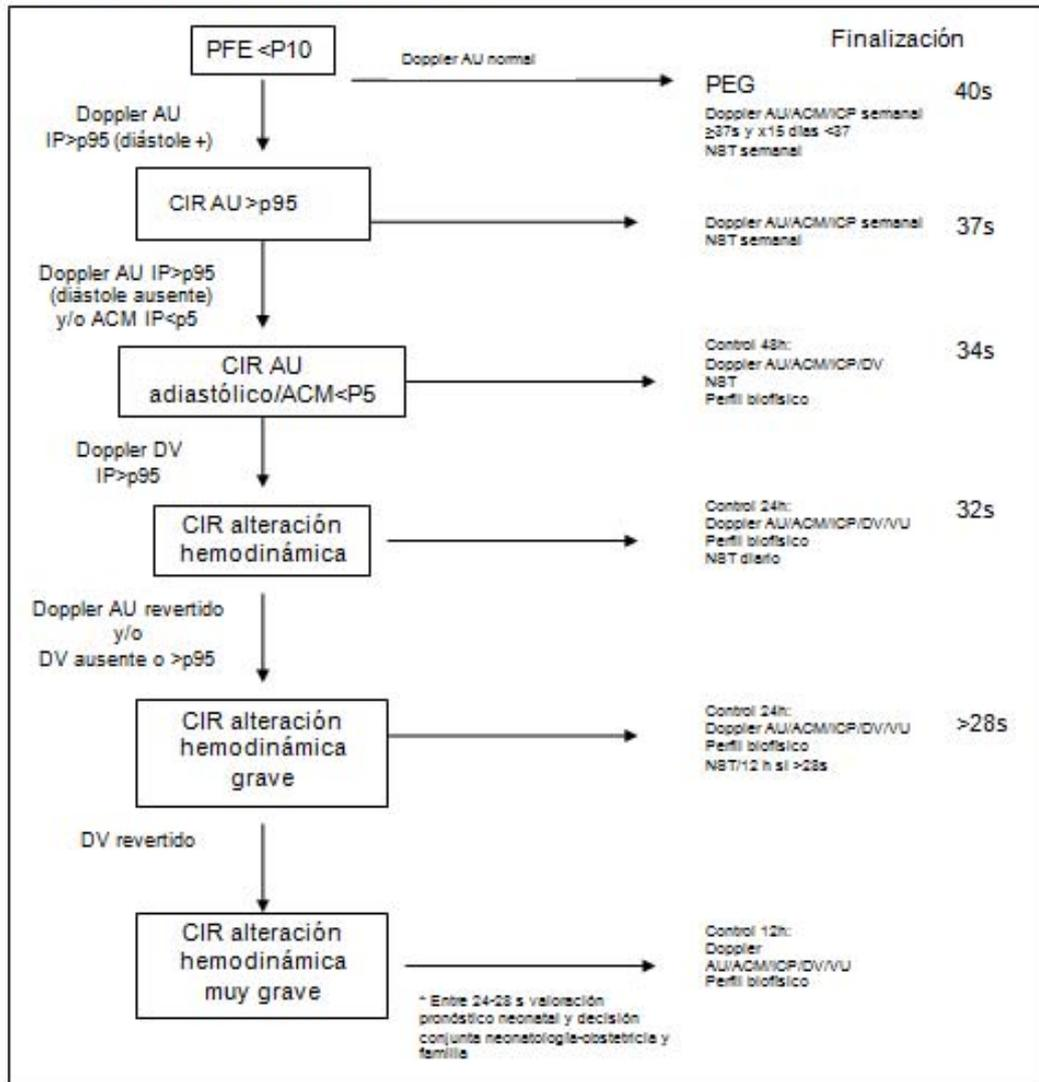 Finalización
PFE <P10
Doppler AU normal
PEG
40s
Doppler AU/ACM/ICP semanal
≥37s y x15 días <37
NST semanal
Doppler AU
IP>p95 (diástole +)
CIR AU >p95
Doppler AU/ACM/ICP semanal
NST semanal
37s
Doppler AU IP>p95
(diástole ausente)
y/o ACM IP<p5
CIR AU
adiastólico/ACM<P5
Control 48h:
Doppler AU/ACM/ICP/DV
NST
Perfil biofísico
34s
Doppler DV
IP>p95
CIR alteración
hemodinámica
Control 24h:
Doppler AU/ACM/ICP/DV/VU
Perfil biofísico
NST diario
32s
Doppler AU revertido
y/o
DV ausente o >p95
CIR alteración
hemodinámica
grave
Control 24h:
Doppler AU/ACM/ICP/DV/VU
Perfil biofísico
NST/12 h si >28s
>28s
DV revertido
CIR alteración
hemodinámica
muy grave
Control 12h:
Doppler
AU/ACM/ICP/DV/VU
Perfil biofísico
* Entre 24-28 s valoración
pronóstico neonatal y decisión
conjunta neonatología-obstetricia y
familia